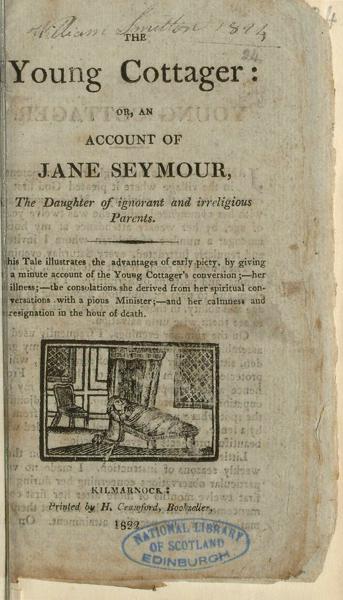 William 1824
24
THE
Young Cottager:
OR, AN
ACCOUNT OF
JANE SEYMOUR,
The Daughter of ignorant and irreligious
Parents.
his Tale illustrates the advantages of early piety, by giving
a minute account of the Young Cottager's conversion;—her
illness;—the consolations she derived from her spiritual con-
versations with a pious Minister;—and her calmness and
resignation in the hour of death.
KILMARNOCK:
Printed by H. Crawford, Bookseller,
1822
NATIONAL LIBRARY
OF SCOTLAND
EDINBURGH